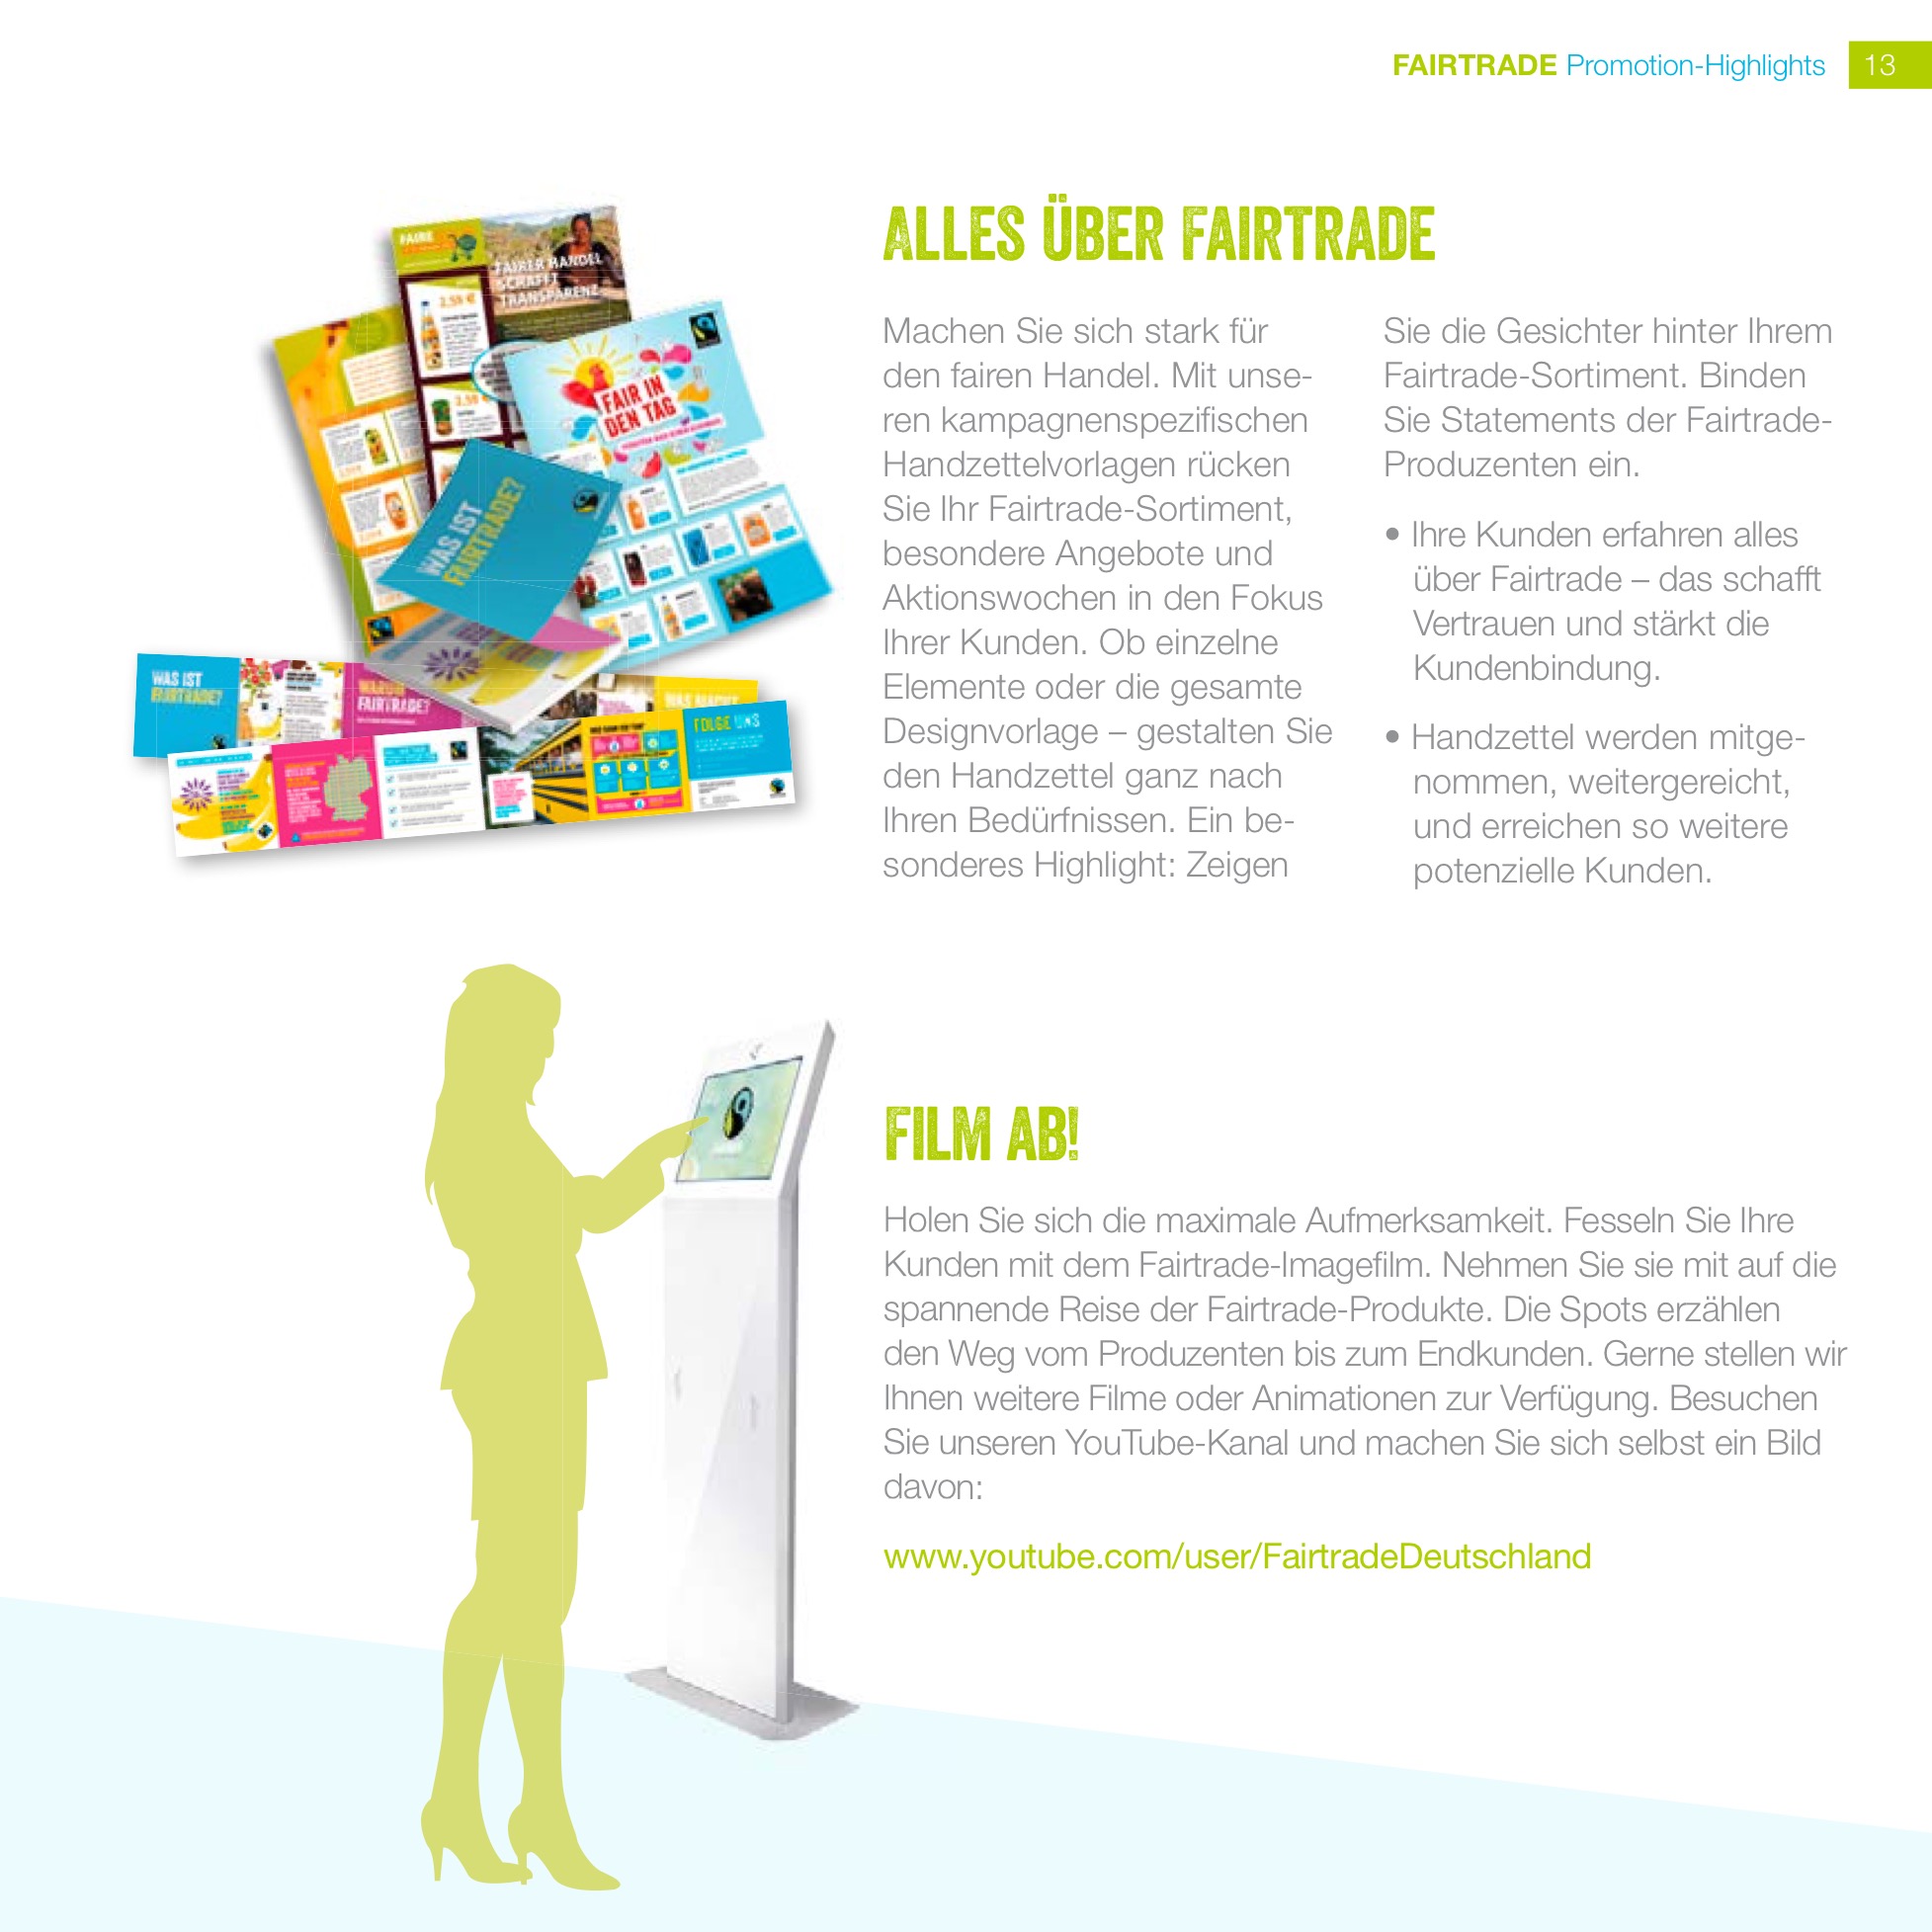 FAIRTRADE Promotion-Highlights 13
ALLES ÜBER FAIRTRADE
Machen Sie sich stark für
den fairen Handel. Mit unse-
ren kampagnenspezifischen
Handzettelvorlagen rücken
Sie Ihr Fairtrade-Sortiment,
besondere Angebote und
Aktionswochen in den Fokus
Ihrer Kunden. Ob einzelne
Elemente oder die gesamte
Designvorlage – gestalten Sie
den Handzettel ganz nach
Ihren Bedürfnissen. Ein be-
sonderes Highlight: Zeigen
Sie die Gesichter hinter Ihrem
Fairtrade-Sortiment. Binden
Sie Statements der Fairtrade-
Produzenten ein.
• Ihre Kunden erfahren alles
über Fairtrade – das schafft
Vertrauen und stärkt die
Kundenbindung.
• Handzettel werden mitge-
nommen, weitergereicht,
und erreichen so weitere
potenzielle Kunden.
FAIRE
FAIRER HANDEL
SCHAFFT
TRANSPARENZ
2,59 €
FAIR IN
DEN TAG
WAS IST
FAIRTRADE?
WAS IST
FAIRTRADE?
WARUM
FAIRTRADE?
WAS MACHT
FOLGE UNS
FILM AB!
Holen Sie sich die maximale Aufmerksamkeit. Fesseln Sie Ihre
Kunden mit dem Fairtrade-Imagefilm. Nehmen Sie sie mit auf die
spannende Reise der Fairtrade-Produkte. Die Spots erzählen
den Weg vom Produzenten bis zum Endkunden. Gerne stellen wir
Ihnen weitere Filme oder Animationen zur Verfügung. Besuchen
Sie unseren YouTube-Kanal und machen Sie sich selbst ein Bild
davon:
www.youtube.com/user/FairtradeDeutschland